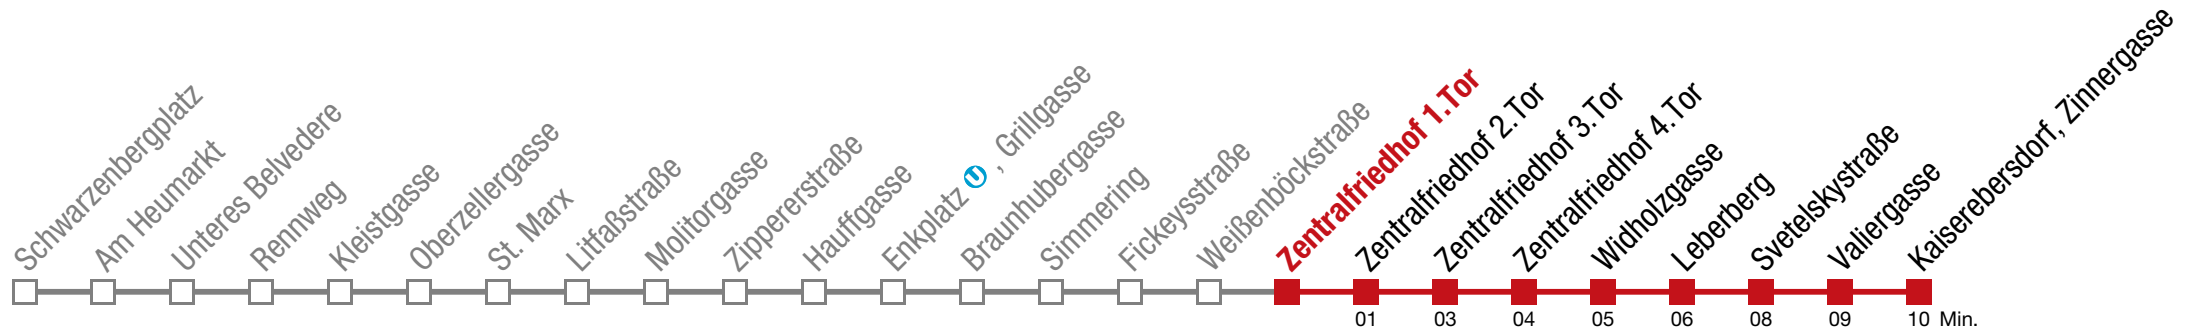 Schwarzenbergplatz
Am Heumarkt
Unteres Belvedere
Rennweg
Kleistgasse
Oberzellergasse
St. Marx
Litfaßstraße
Molitorgasse
Zippererstraße
Hauffgasse
Enkplatz U , Grillgasse
Braunhubergasse
Simmering
Fickeysstraße
Weißenböckstraße
Zentralfriedhof 1.Tor
Zentralfriedhof 2.Tor
Zentralfriedhof 3.Tor
Zentralfriedhof 4.Tor
Widholzgasse
Leberberg
Svetelskystraße
Valiergasse
Kaiserebersdorf, Zinnergasse
01 03 04 05 06 08 09 10 Min.